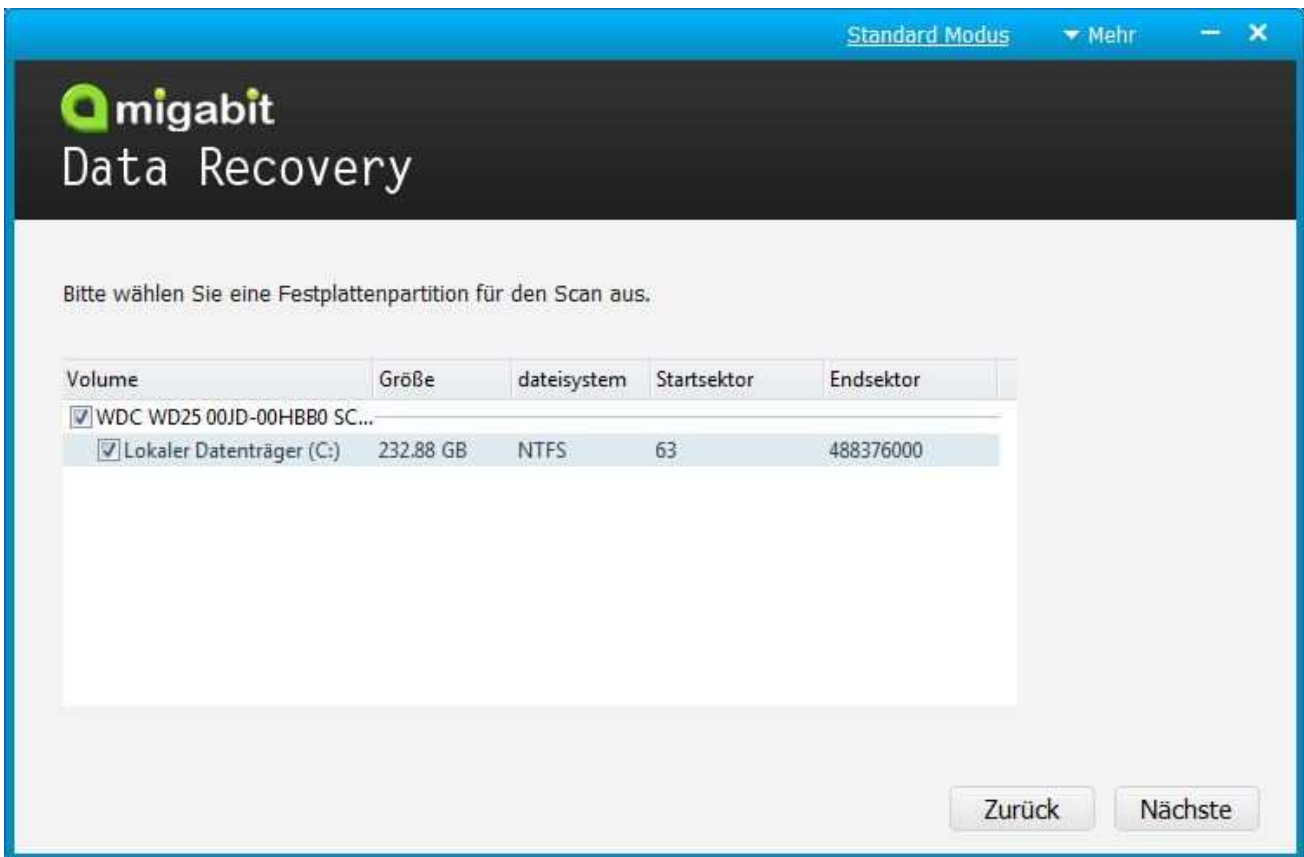 Standard Modus Mehr
amigabit
Data Recovery
Bitte wählen Sie eine Festplattenpartition für den Scan aus.
Volume Größe dateisystem Startsektor Endsektor
WDC WD25 00JD-00HBB0 SC...
Lokaler Datenträger (C:) 232.88 GB NTFS 63 488376000
Zurück Nächste